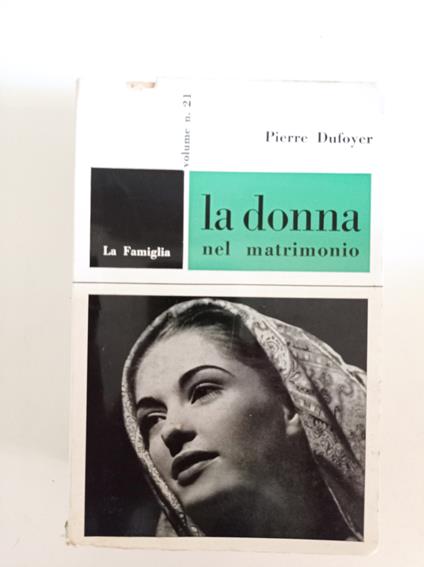 volume n. 21
Pierre Dufoyer
la donna
nel matrimonio
La Famiglia